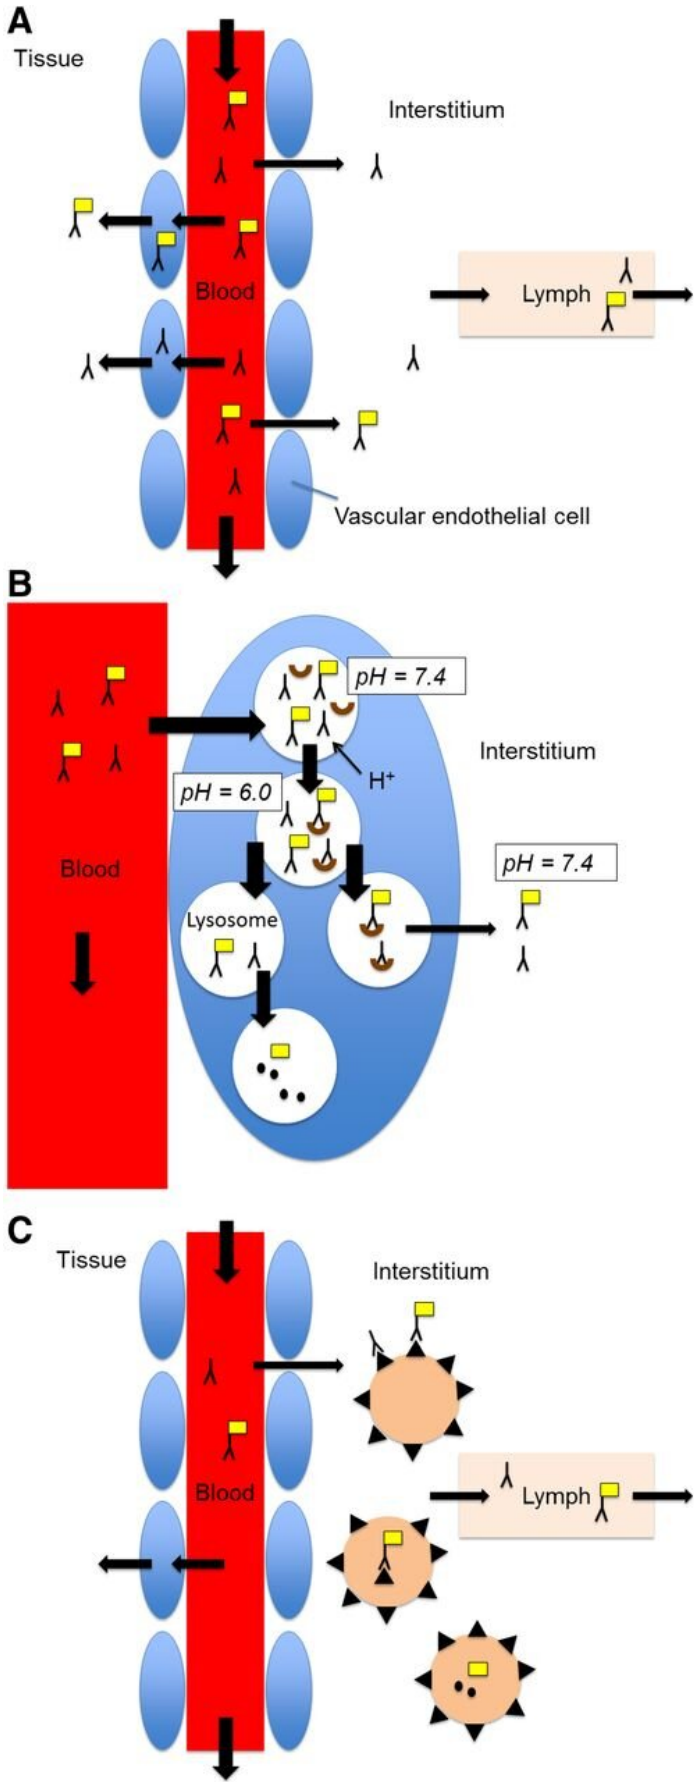 A
Tissue
Interstitium
Blood
Lymph
Vascular endothelial cell
B
pH = 7.4
Interstitium
H⁺
pH = 6.0
pH = 7.4
Blood
Lysosome
C
Tissue
Interstitium
Blood
Lymph